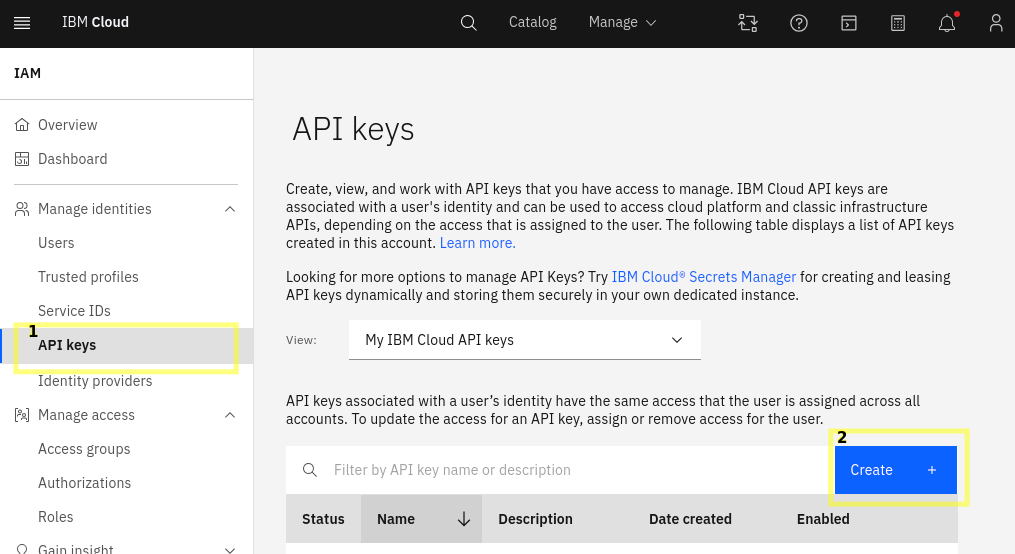 IBM Cloud
Catalog
Manage
IAM
Overview
Dashboard
Manage identities
Users
Trusted profiles
Service IDs
1
API keys
Identity providers
Manage access
Access groups
Authorizations
Roles
Gain insight
API keys
Create, view, and work with API keys that you have access to manage. IBM Cloud API keys are
associated with a user's identity and can be used to access cloud platform and classic infrastructure
APIs, depending on the access that is assigned to the user. The following table displays a list of API keys
created in this account. Learn more.
Looking for more options to manage API Keys? Try IBM Cloud® Secrets Manager for creating and leasing
API keys dynamically and storing them securely in your own dedicated instance.
View:
My IBM Cloud API keys
API keys associated with a user’s identity have the same access that the user is assigned across all
accounts. To update the access for an API key, assign or remove access for the user.
2
Filter by API key name or description
Create +
Status Name Description Date created Enabled